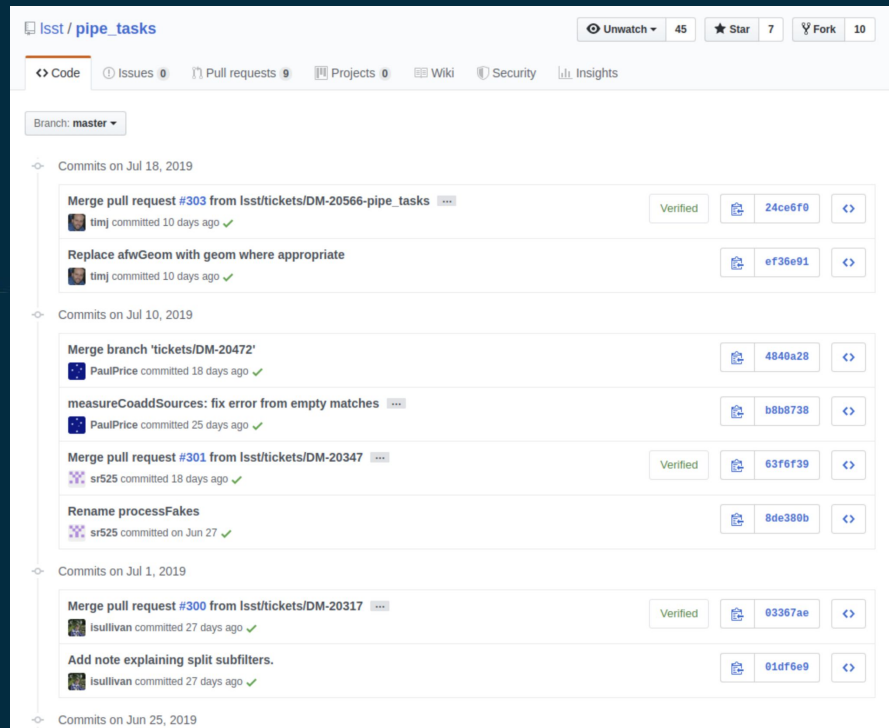 lsst / pipe_tasks
Unwatch 45 Star 7 Fork 10
Code Issues 0 Pull requests 9 Projects 0 Wiki Security Insights
Branch: master
Commits on Jul 18, 2019
Merge pull request #303 from lsst/tickets/DM-20566-pipe_tasks ...
Verified 24ce6f0
timj committed 10 days ago
Replace afwGeom with geom where appropriate
ef36e91
timj committed 10 days ago
Commits on Jul 10, 2019
Merge branch 'tickets/DM-20472'
4840a28
PaulPrice committed 18 days ago
measureCoaddSources: fix error from empty matches ...
b8b8738
PaulPrice committed 25 days ago
Merge pull request #301 from lsst/tickets/DM-20347 ...
Verified 63f6f39
sr525 committed 18 days ago
Rename processFakes
8de380b
sr525 committed on Jun 27
Commits on Jul 1, 2019
Merge pull request #300 from lsst/tickets/DM-20317 ...
Verified 03367ae
isullivan committed 27 days ago
Add note explaining split subfilters.
01df6e9
isullivan committed 27 days ago
Commits on Jun 25, 2019